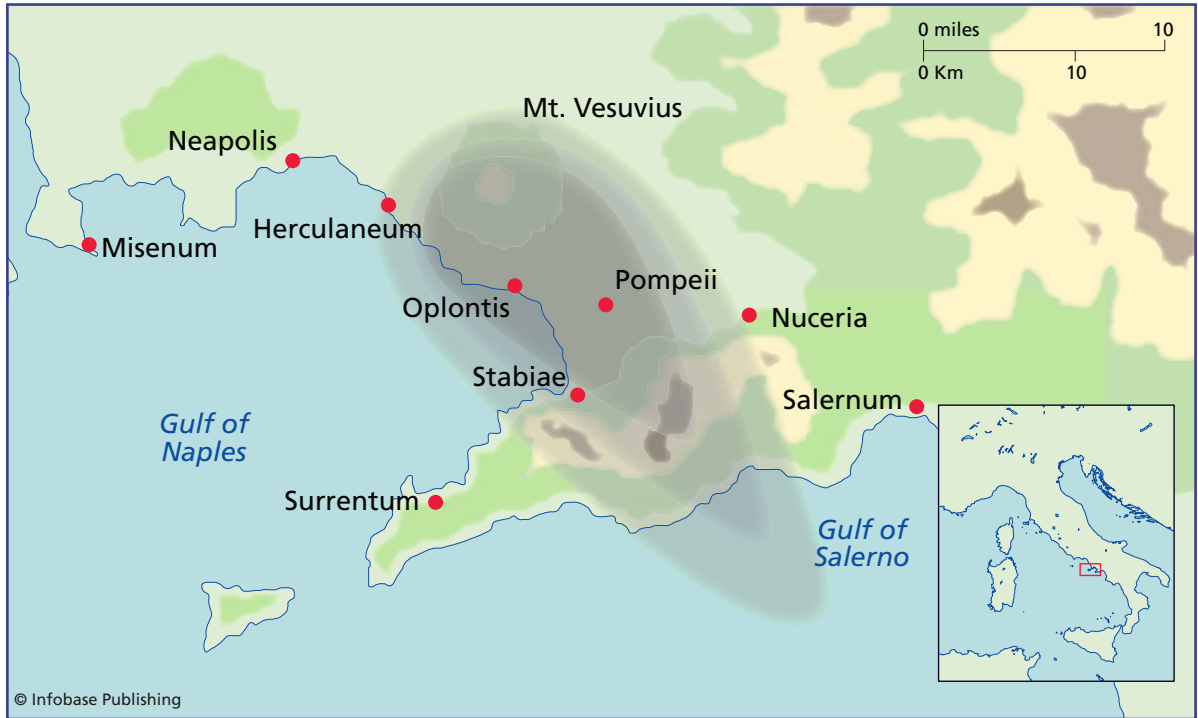 0 miles 10
0 Km 10
Mt. Vesuvius
Neapolis
Herculaneum
Misenum
Pompeii
Oplontis
Nuceria
Stabiae
Salernum
Gulf of
Naples
Surrentum
Gulf of
Salerno
© Infobase Publishing